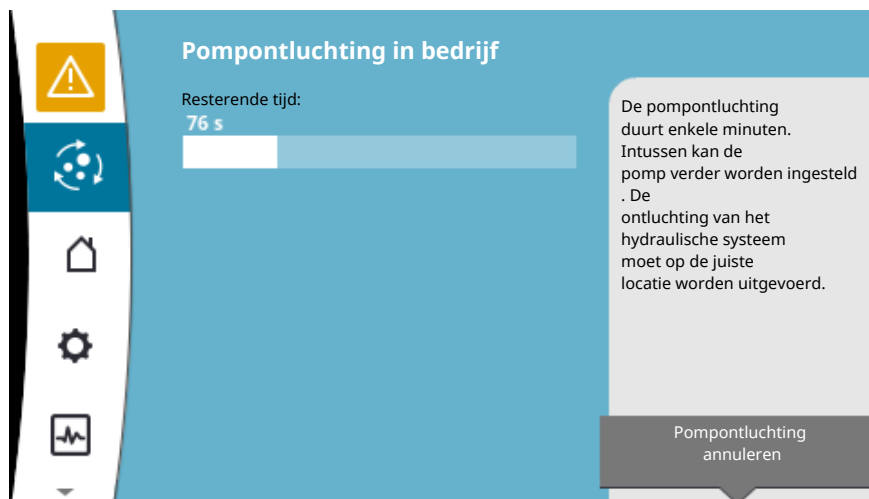 Pompontluchting in bedrijf
Resterende tijd:
76 s
De pompontluchting
duurt enkele minuten.
Intussen kan de
pomp verder worden ingesteld
. De
ontluchting van het
hydraulische systeem
moet op de juiste
locatie worden uitgevoerd.
Pompontluchting
annuleren